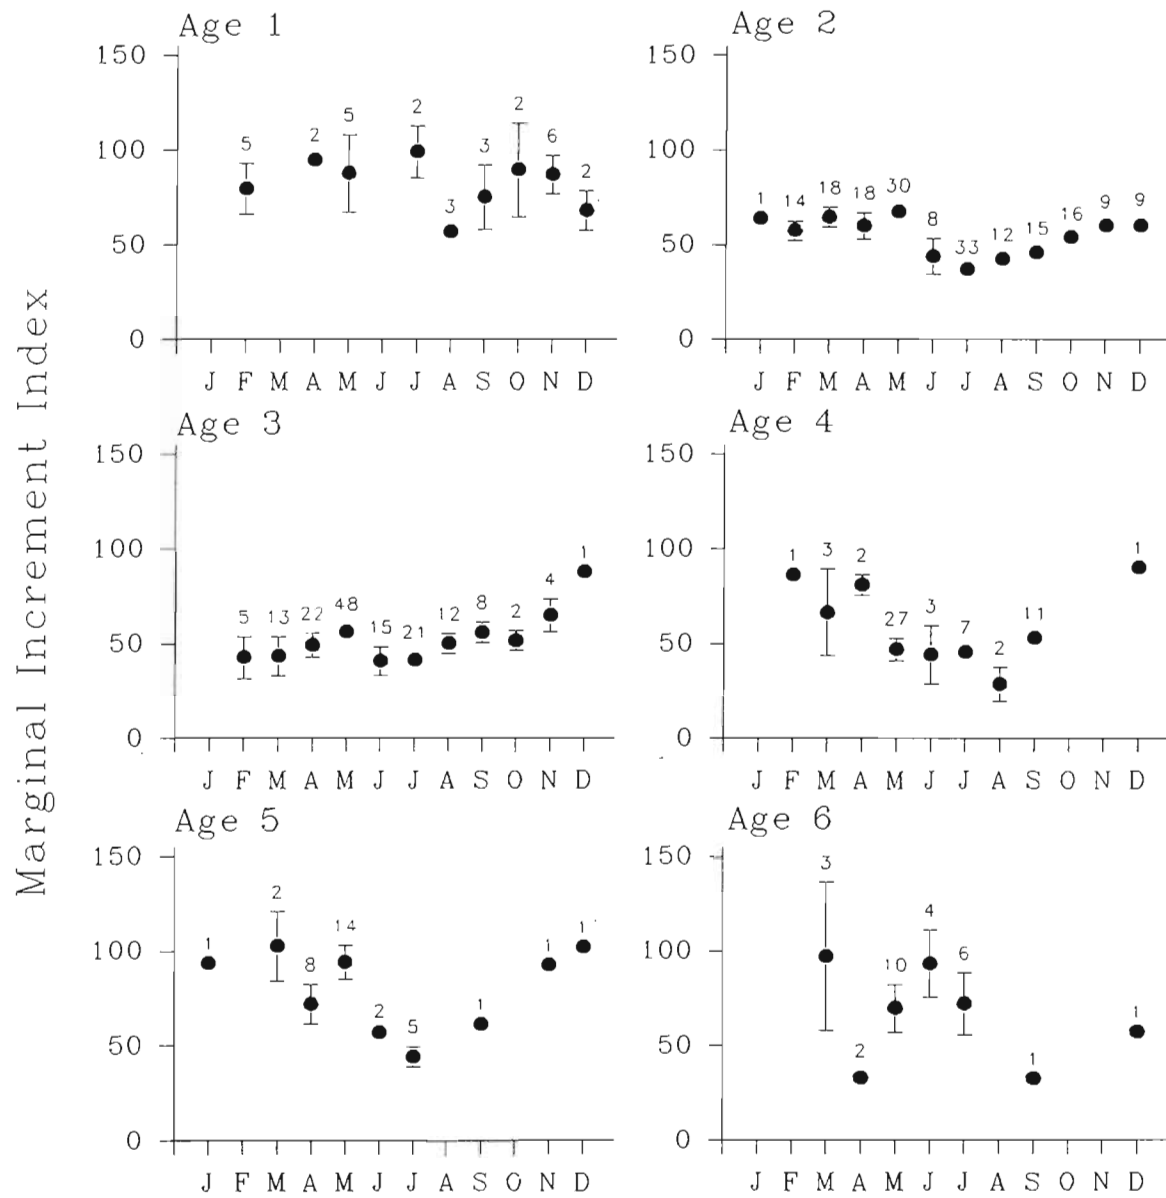 Marginal Increment Index
Age 1
150
100
50
0
5 2 5 2 3 3 2 6 2
J F M A M J J A S O N D
Age 2
150
100
50
0
1 14 18 18 30 8 33 12 15 16 9 9
J F M A M J J A S O N D
Age 3
150
100
50
0
5 13 22 48 15 21 12 8 2 4 1
J F M A M J J A S O N D
Age 4
150
100
50
0
1 3 2 27 3 7 2 11 1
J F M A M J J A S O N D
Age 5
150
100
50
0
1 2 8 14 2 5 1 1 1
J F M A M J J A S O N D
Age 6
150
100
50
0
3 2 10 4 6 1 1
J F M A M J J A S O N D